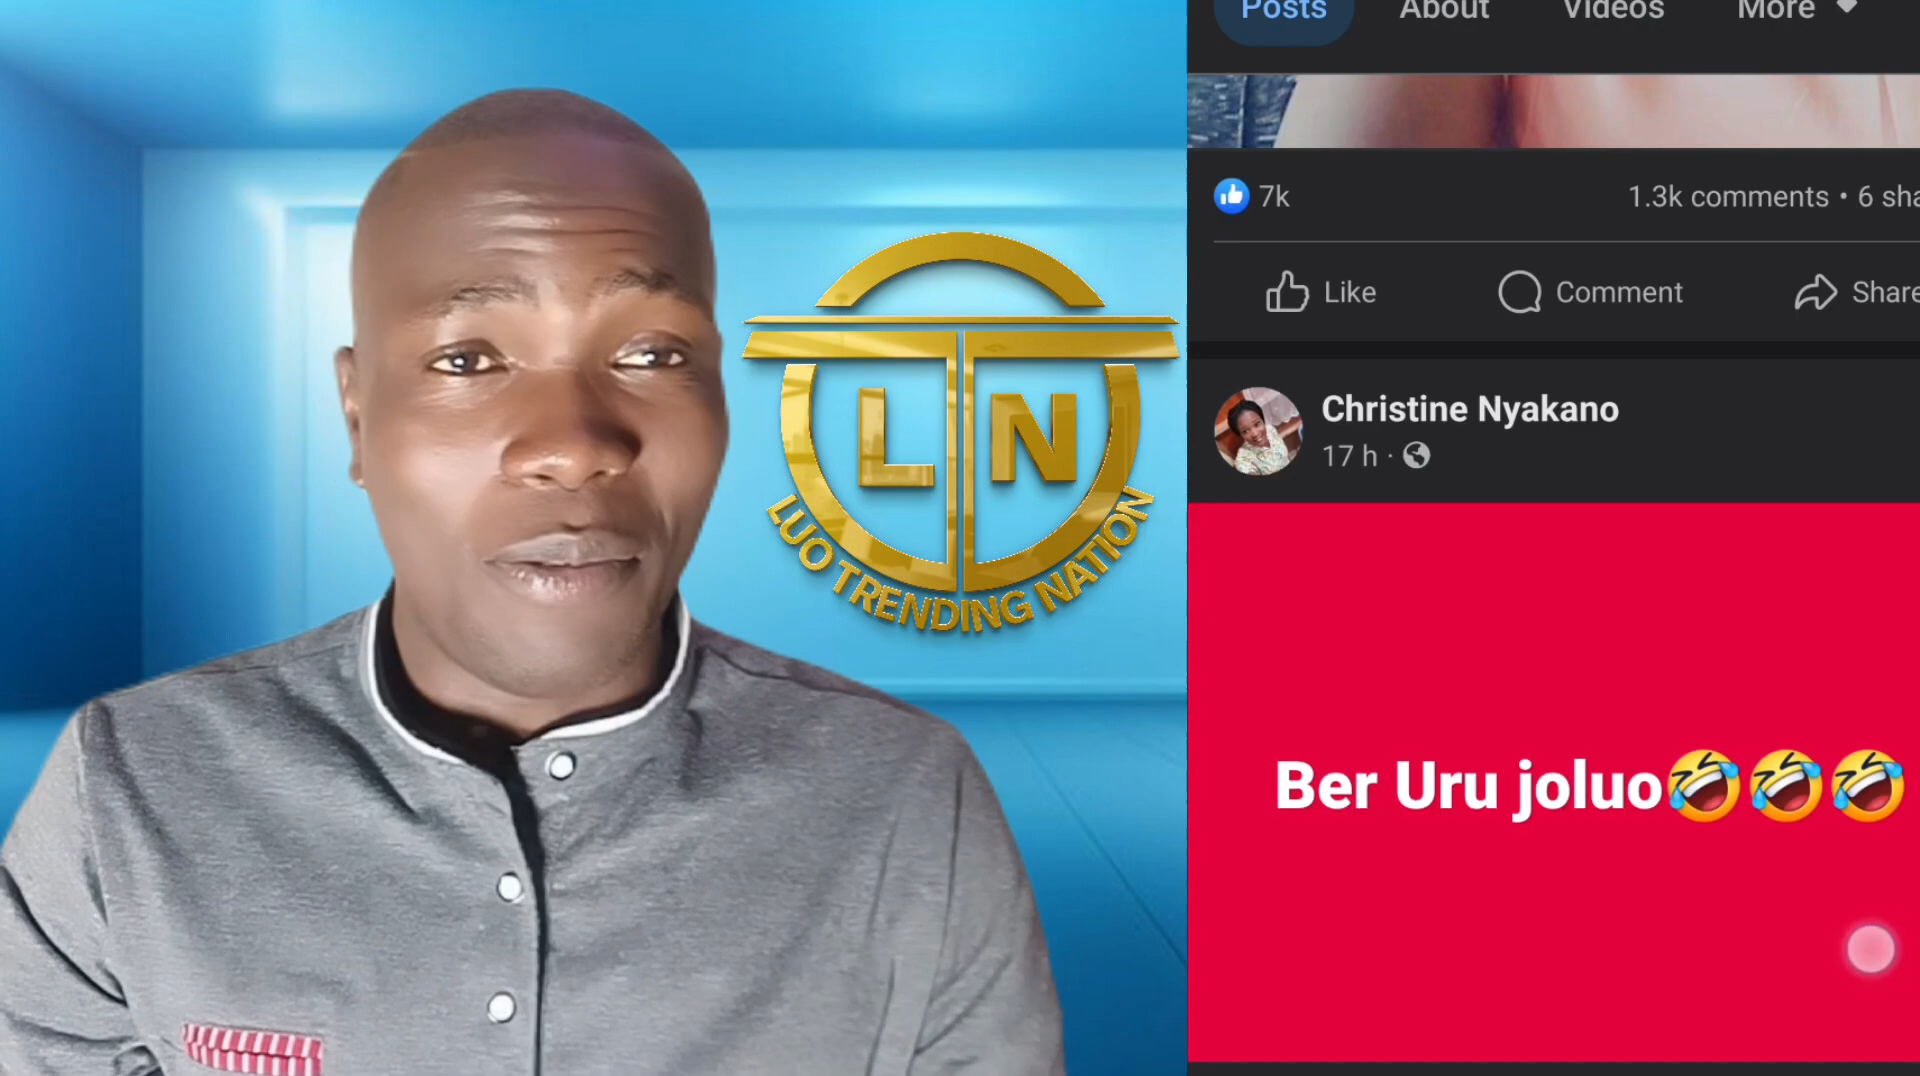 L N
LUO TRENDING NATION
Posts About Videos More
7k 1.3k comments • 6 sha
Like Comment Share
Christine Nyakano
17 h ·
Ber Uru joluo🤣🤣🤣